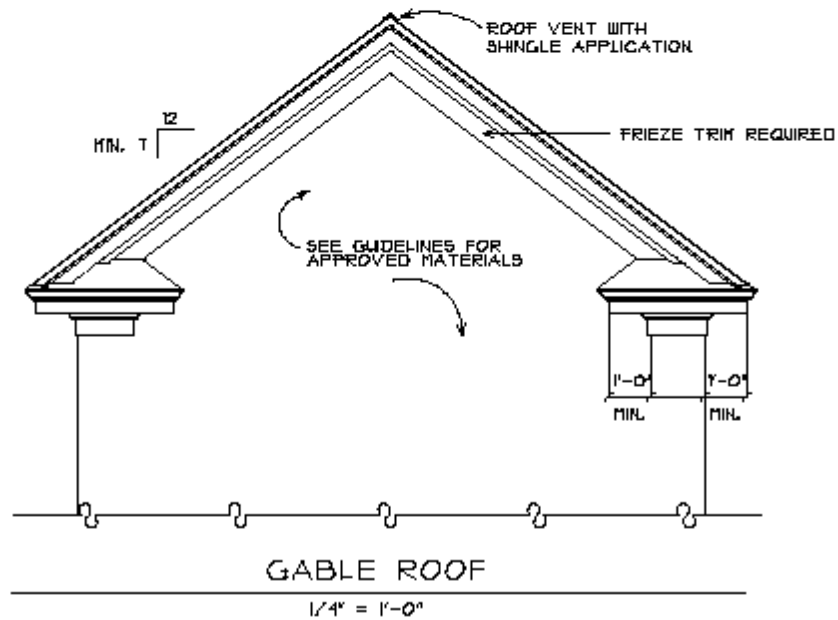 ROOF VENT WITH
SHINGLE APPLICATION
12
MIN. 7
FRIEZE TRIM REQUIRED
SEE GUIDELINES FOR
APPROVED MATERIALS
1'-0" 1'-0"
MIN. MIN.
GABLE ROOF
1/4" = 1'-0"